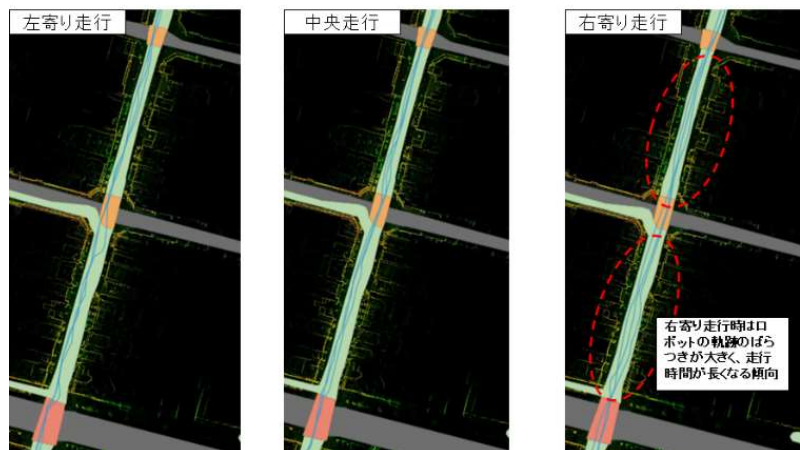 左寄り走行
中央走行
右寄り走行
右寄り走行時はロ
ボットの軌跡のばら
つきが大きく、走行
時間が長くなる傾向